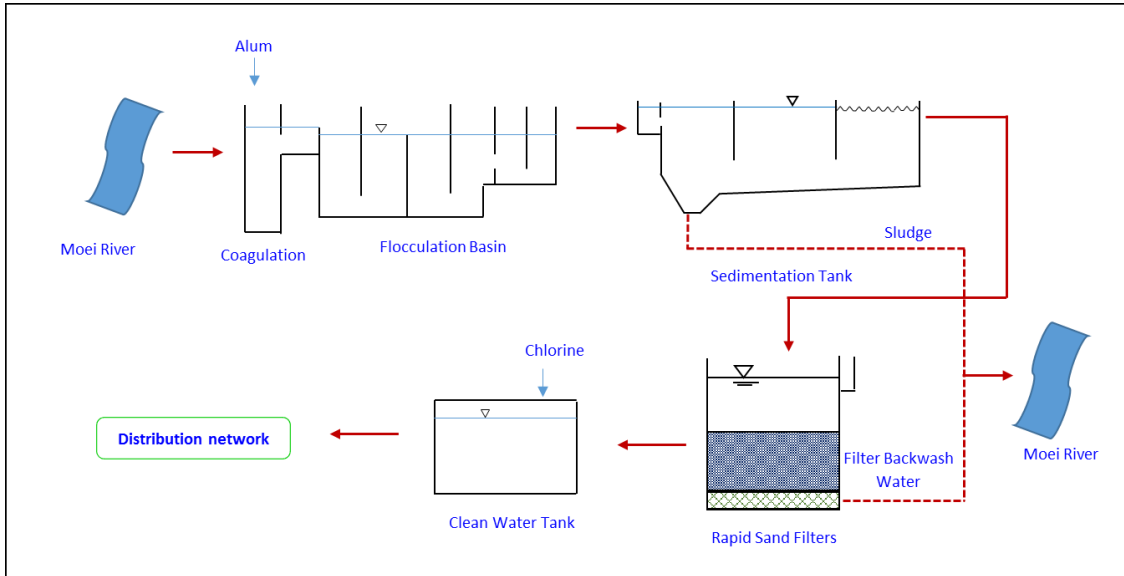 Alum
Moei River
Coagulation
Flocculation Basin
Sludge
Sedimentation Tank
Chlorine
Distribution network
Clean Water Tank
Filter Backwash
Water
Rapid Sand Filters
Moei River